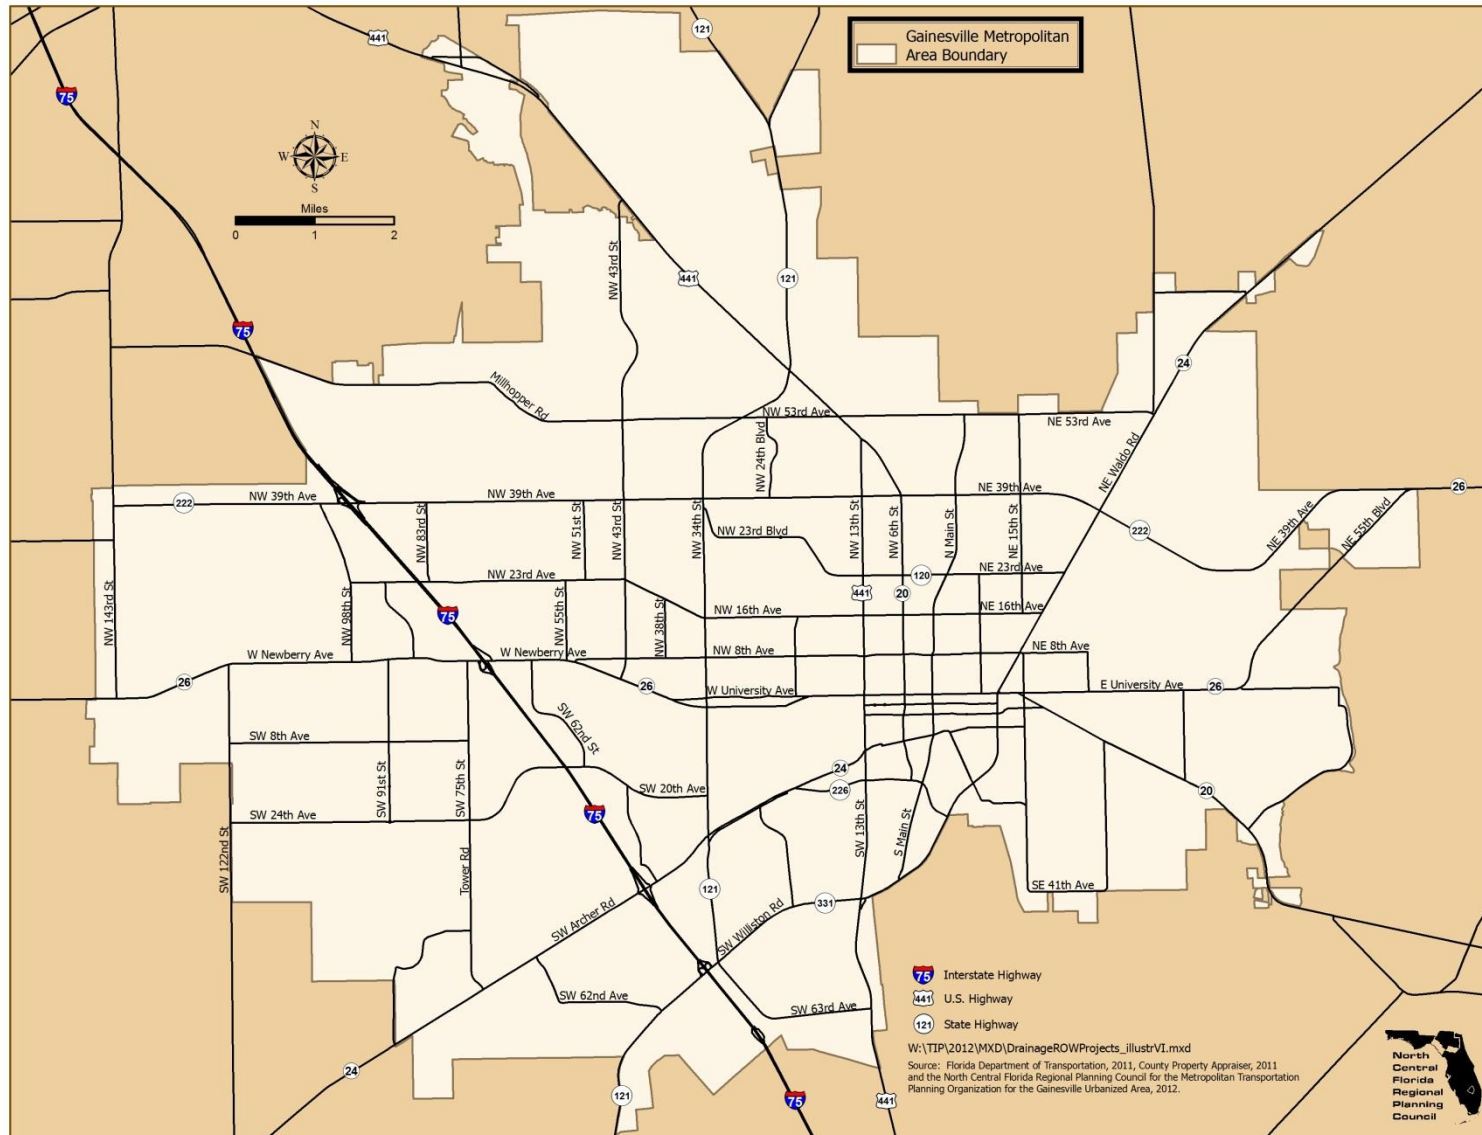 441
121
Gainesville Metropolitan
Area Boundary
75
N
W E
S
Miles
0 1 2
NW 43rd St
441
121
75
24
Millhopper Rd
NW 53rd Ave
NE 53rd Ave
NW 24th Blvd
NE Waldo Rd
222
NW 39th Ave
NW 39th Ave
NE 39th Ave
26
NW 83rd St
NW 51st St
NW 43rd St
NW 34th St
NW 23rd Blvd
NW 13th St
NW 6th St
N Main St
NE 15th St
222
NE 39th Ave
NE 55th Blvd
NW 23rd Ave
120
NE 23rd Ave
NW 143rd St
NW 98th St
75
NW 55th St
NW 38th St
441
20
NW 16th Ave
NE 16th Ave
W Newberry Ave
W Newberry Ave
NW 8th Ave
NE 8th Ave
26
26
W University Ave
E University Ave
26
SW 62nd St
SW 8th Ave
SW 91st St
SW 75th St
24
SW 20th Ave
226
20
75
SW 24th Ave
SW 122nd St
Tower Rd
SW 13th St
S Main St
121
SE 41th Ave
SW Archer Rd
SW Williston Rd
331
SW 62nd Ave
SW 63rd Ave
75 Interstate Highway
441 U.S. Highway
121 State Highway
W:\TIP\2012\MXD\DrainageROWProjects_illustrVI.mxd
Source: Florida Department of Transportation, 2011, County Property Appraiser, 2011
and the North Central Florida Regional Planning Council for the Metropolitan Transportation
Planning Organization for the Gainesville Urbanized Area, 2012.
24
121
75
441
North
Central
Florida
Regional
Planning
Council